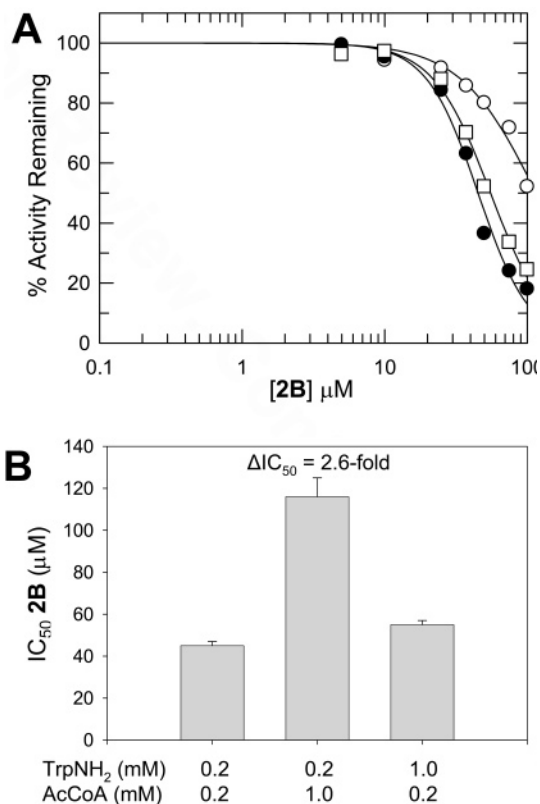 A
100
80
60
40
20
0
% Activity Remaining
0.1 1 10 100
[2B] μM
B
ΔIC50 = 2.6-fold
140
120
100
80
60
40
20
0
IC50 2B (μM)
TrpNH2 (mM) 0.2 0.2 1.0
AcCoA (mM) 0.2 1.0 0.2